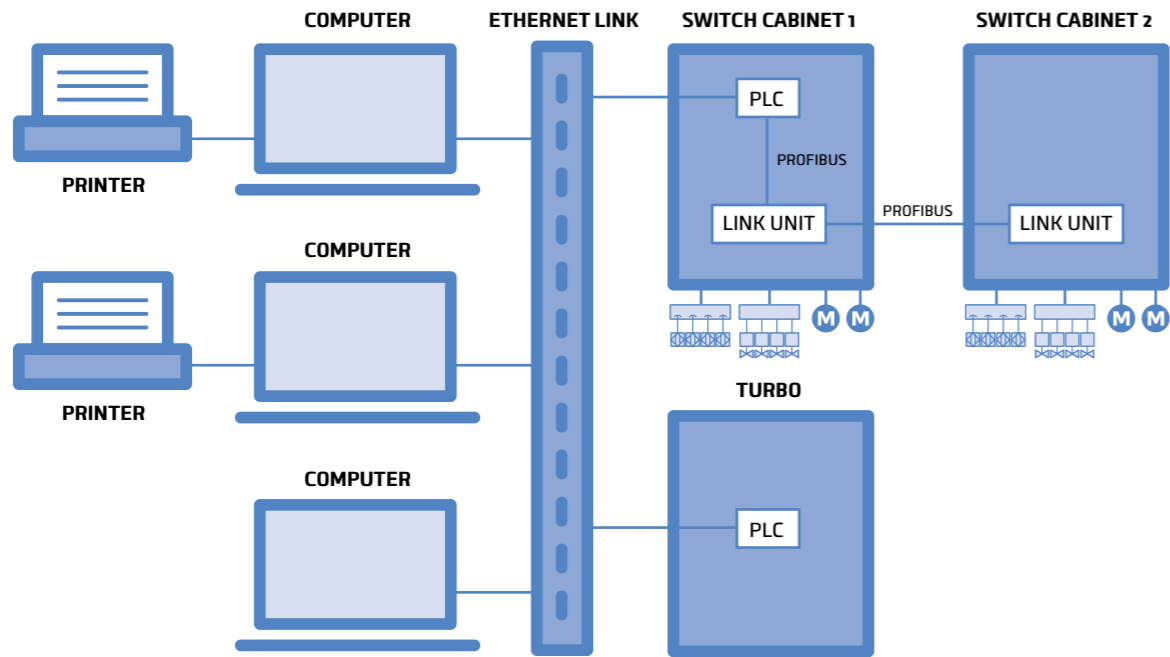 COMPUTER
ETHERNET LINK
SWITCH CABINET 1
SWITCH CABINET 2
PLC
PROFIBUS
PRINTER
LINK UNIT
PROFIBUS
LINK UNIT
COMPUTER
M
M
M
M
TURBO
PRINTER
COMPUTER
PLC